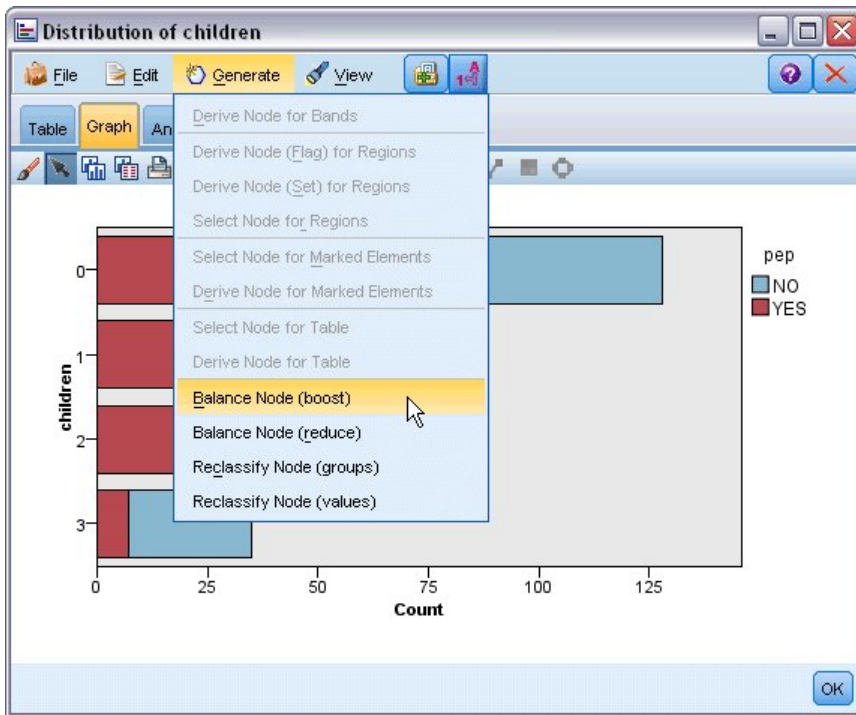 Distribution of children
File Edit Generate View
Table Graph An
Derive Node for Bands
Derive Node (Flag) for Regions
Derive Node (Set) for Regions
Select Node for Regions
Select Node for Marked Elements
Derive Node for Marked Elements
Select Node for Table
Derive Node for Table
Balance Node (boost)
Balance Node (reduce)
Reclassify Node (groups)
Reclassify Node (values)
pep
NO
YES
children
0
1
2
3
0 25 50 75 100 125
Count
OK